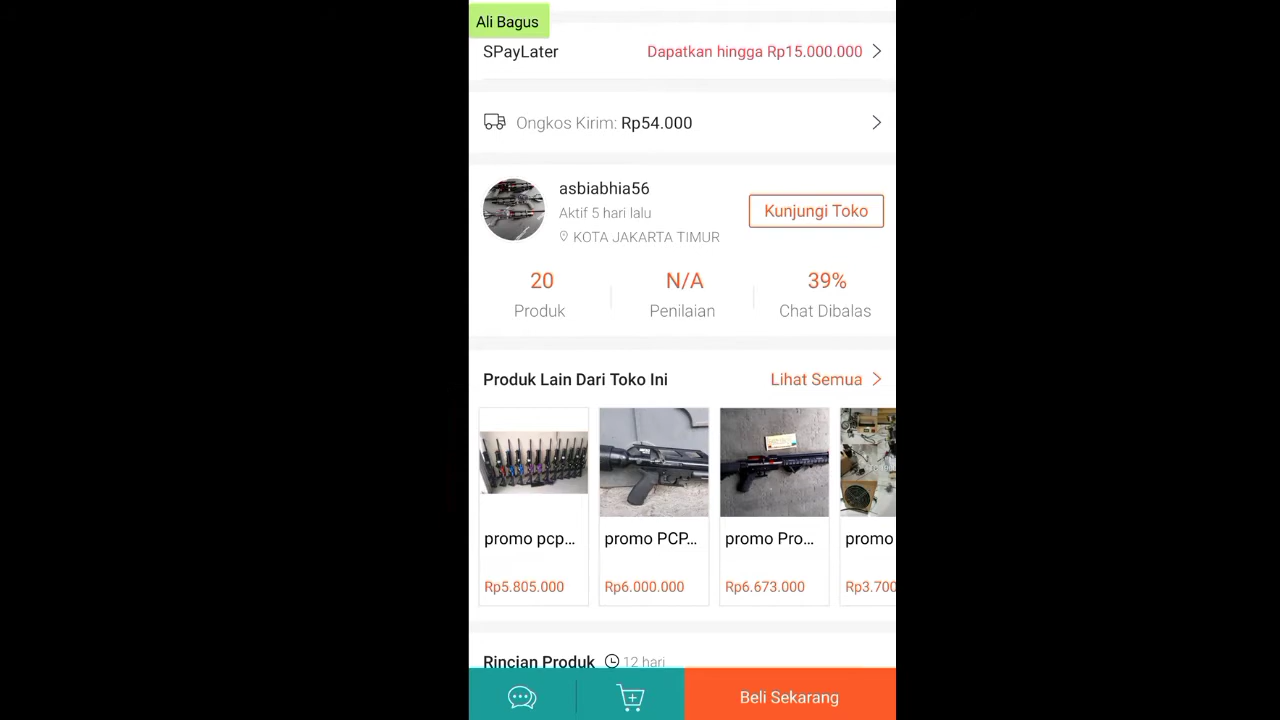 Ali Bagus
SPayLater Dapatkan hingga Rp15.000.000
Ongkos Kirim: Rp54.000
asbiabhia56
Aktif 5 hari lalu
KOTA JAKARTA TIMUR
Kunjungi Toko
20 N/A 39%
Produk Penilaian Chat Dibalas
Produk Lain Dari Toko Ini Lihat Semua
promo pcp... promo PCP... promo Pro... promo
Rp5.805.000 Rp6.000.000 Rp6.673.000 Rp3.700
Rincian Produk 12 hari
Beli Sekarang